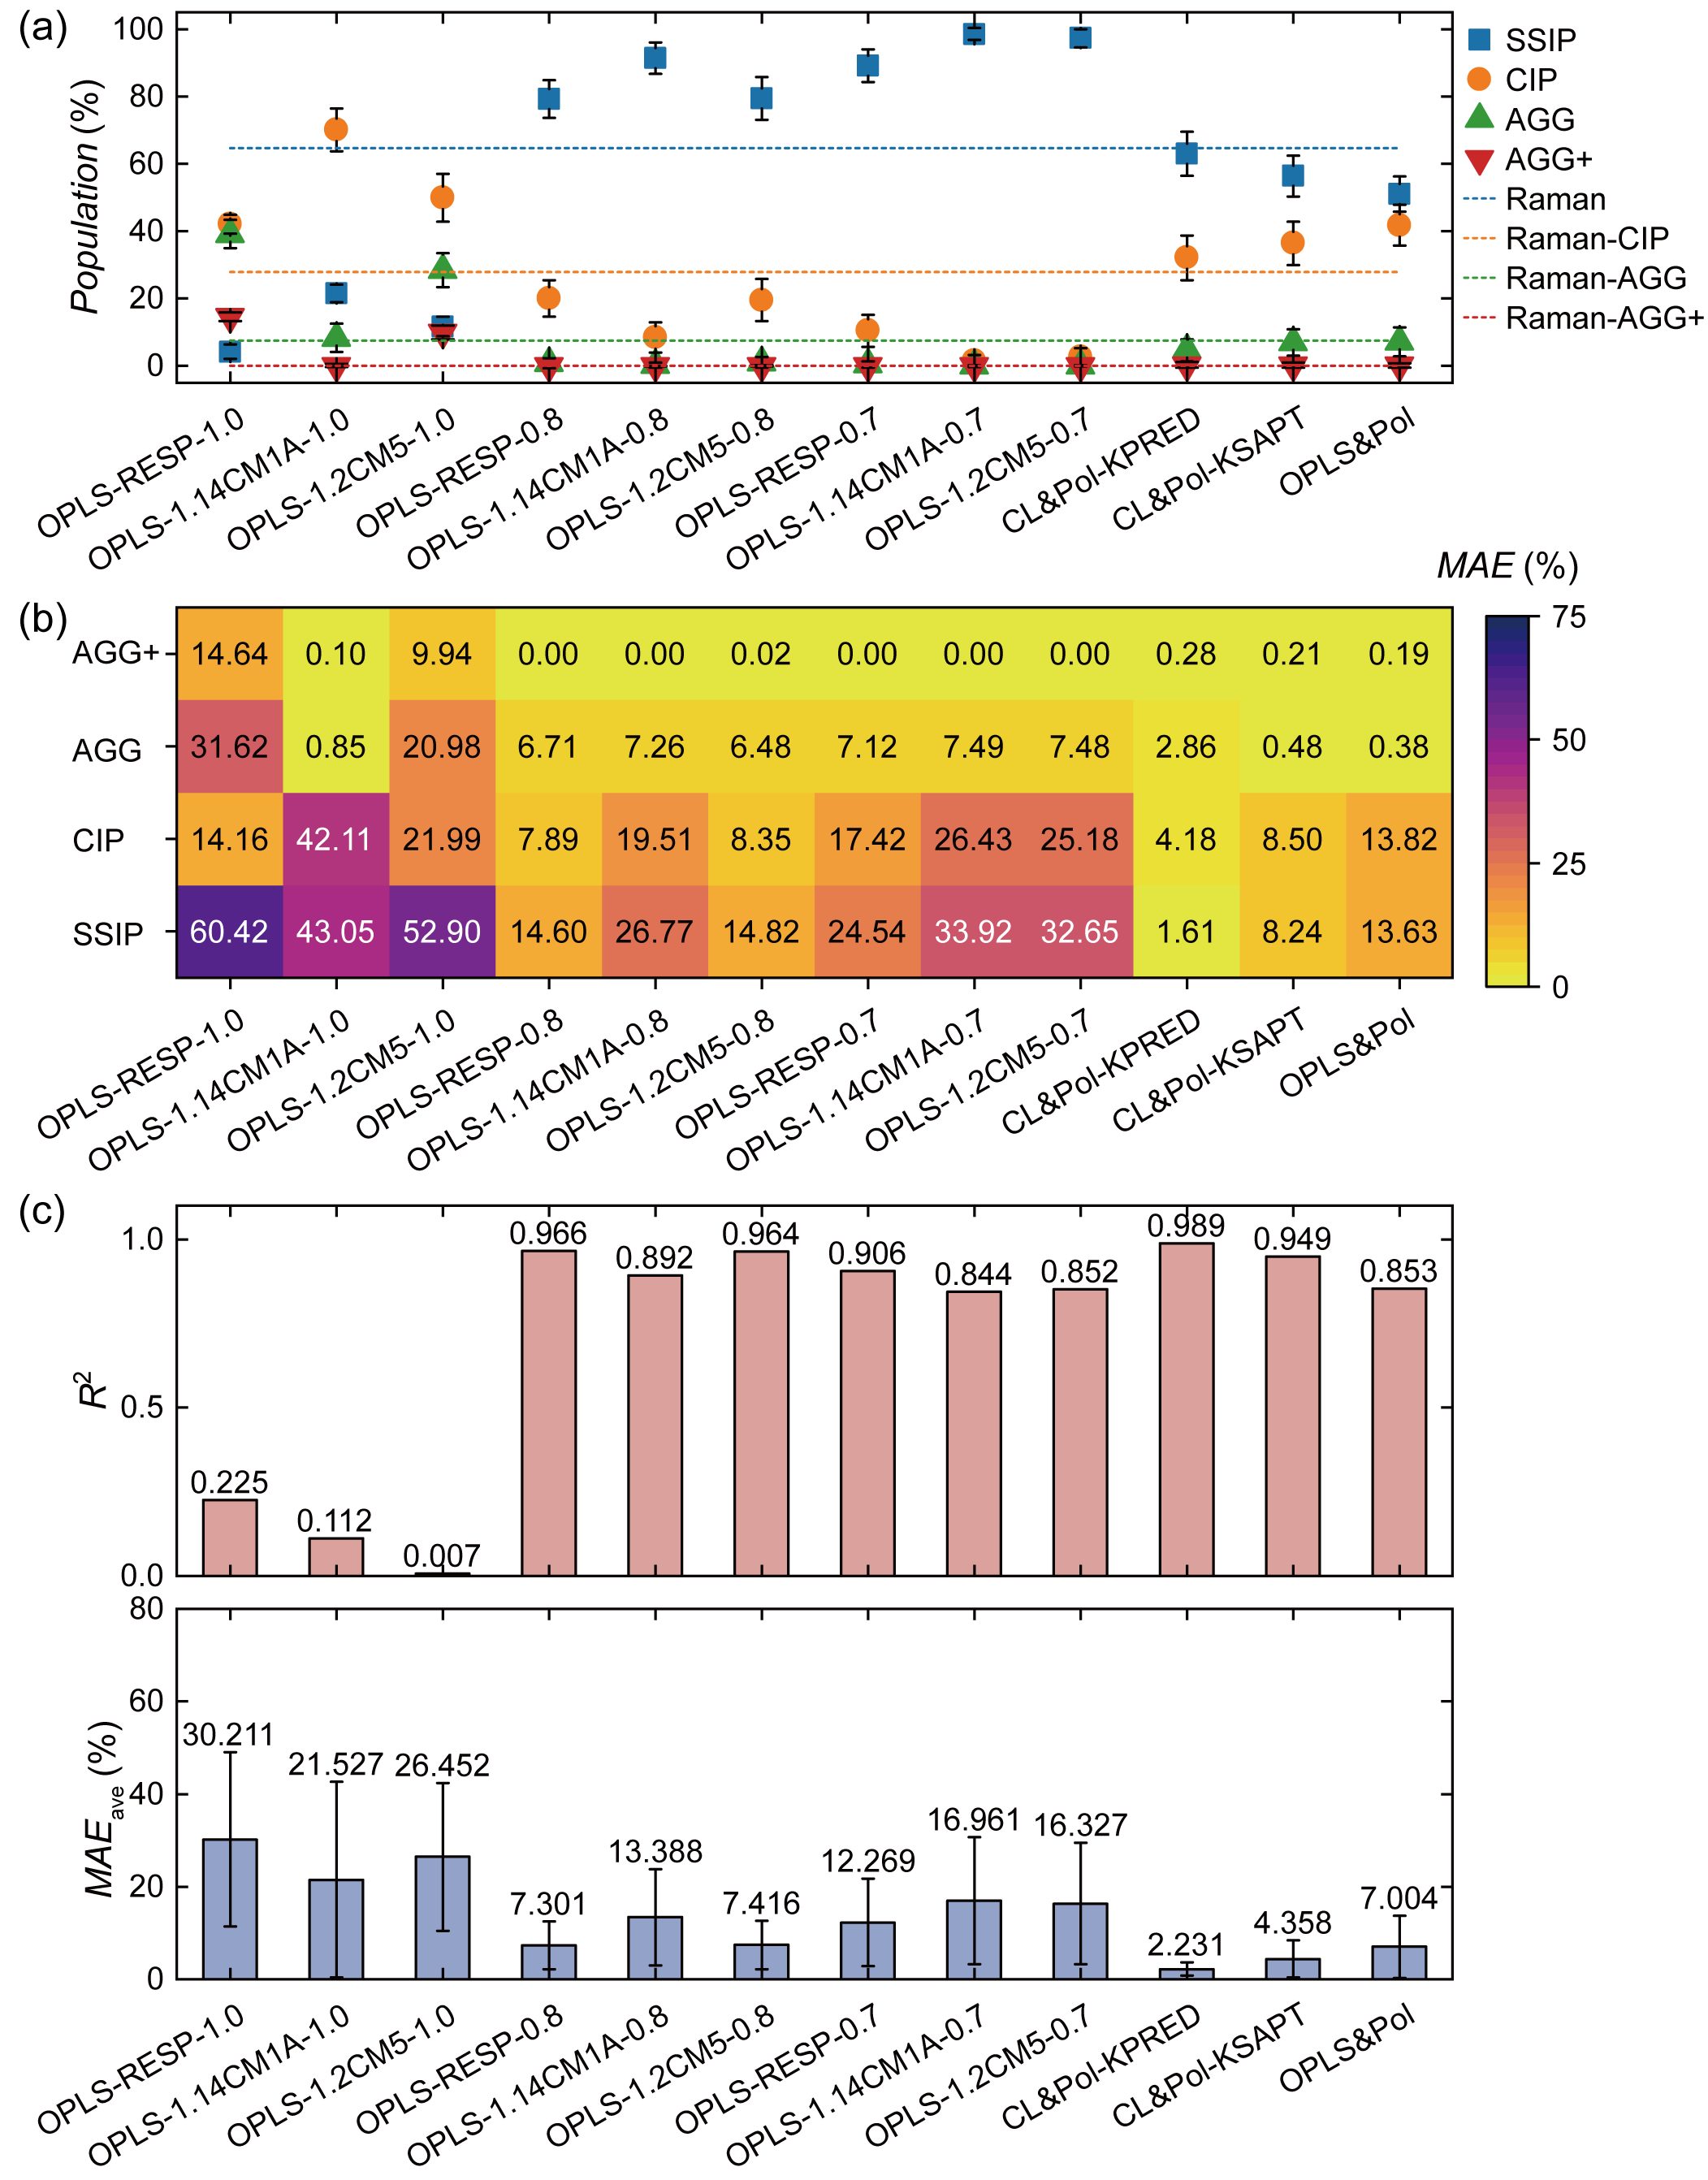 (a)
Population (%)
100
80
60
40
20
0
SSIP
CIP
AGG
AGG+
Raman
Raman-CIP
Raman-AGG
Raman-AGG+
OPLS-RESP-1.0
OPLS-1.14CM1A-1.0
OPLS-1.2CM5-1.0
OPLS-RESP-0.8
OPLS-1.14CM1A-0.8
OPLS-1.2CM5-0.8
OPLS-RESP-0.7
OPLS-1.14CM1A-0.7
OPLS-1.2CM5-0.7
CL&Pol-KPRED
CL&Pol-KSAPT
OPLS&Pol
MAE (%)
75
50
25
0
(b)
AGG+ 14.64 0.10 9.94 0.00 0.00 0.02 0.00 0.00 0.00 0.28 0.21 0.19
AGG 31.62 0.85 20.98 6.71 7.26 6.48 7.12 7.49 7.48 2.86 0.48 0.38
CIP 14.16 42.11 21.99 7.89 19.51 8.35 17.42 26.43 25.18 4.18 8.50 13.82
SSIP 60.42 43.05 52.90 14.60 26.77 14.82 24.54 33.92 32.65 1.61 8.24 13.63
OPLS-RESP-1.0
OPLS-1.14CM1A-1.0
OPLS-1.2CM5-1.0
OPLS-RESP-0.8
OPLS-1.14CM1A-0.8
OPLS-1.2CM5-0.8
OPLS-RESP-0.7
OPLS-1.14CM1A-0.7
OPLS-1.2CM5-0.7
CL&Pol-KPRED
CL&Pol-KSAPT
OPLS&Pol
(c)
R²
1.0
0.5
0.0
0.225 0.112 0.007 0.966 0.892 0.964 0.906 0.844 0.852 0.989 0.949 0.853
MAEave (%)
80
60
40
20
0
30.211 21.527 26.452 7.301 13.388 7.416 12.269 16.961 16.327 2.231 4.358 7.004
OPLS-RESP-1.0
OPLS-1.14CM1A-1.0
OPLS-1.2CM5-1.0
OPLS-RESP-0.8
OPLS-1.14CM1A-0.8
OPLS-1.2CM5-0.8
OPLS-RESP-0.7
OPLS-1.14CM1A-0.7
OPLS-1.2CM5-0.7
CL&Pol-KPRED
CL&Pol-KSAPT
OPLS&Pol